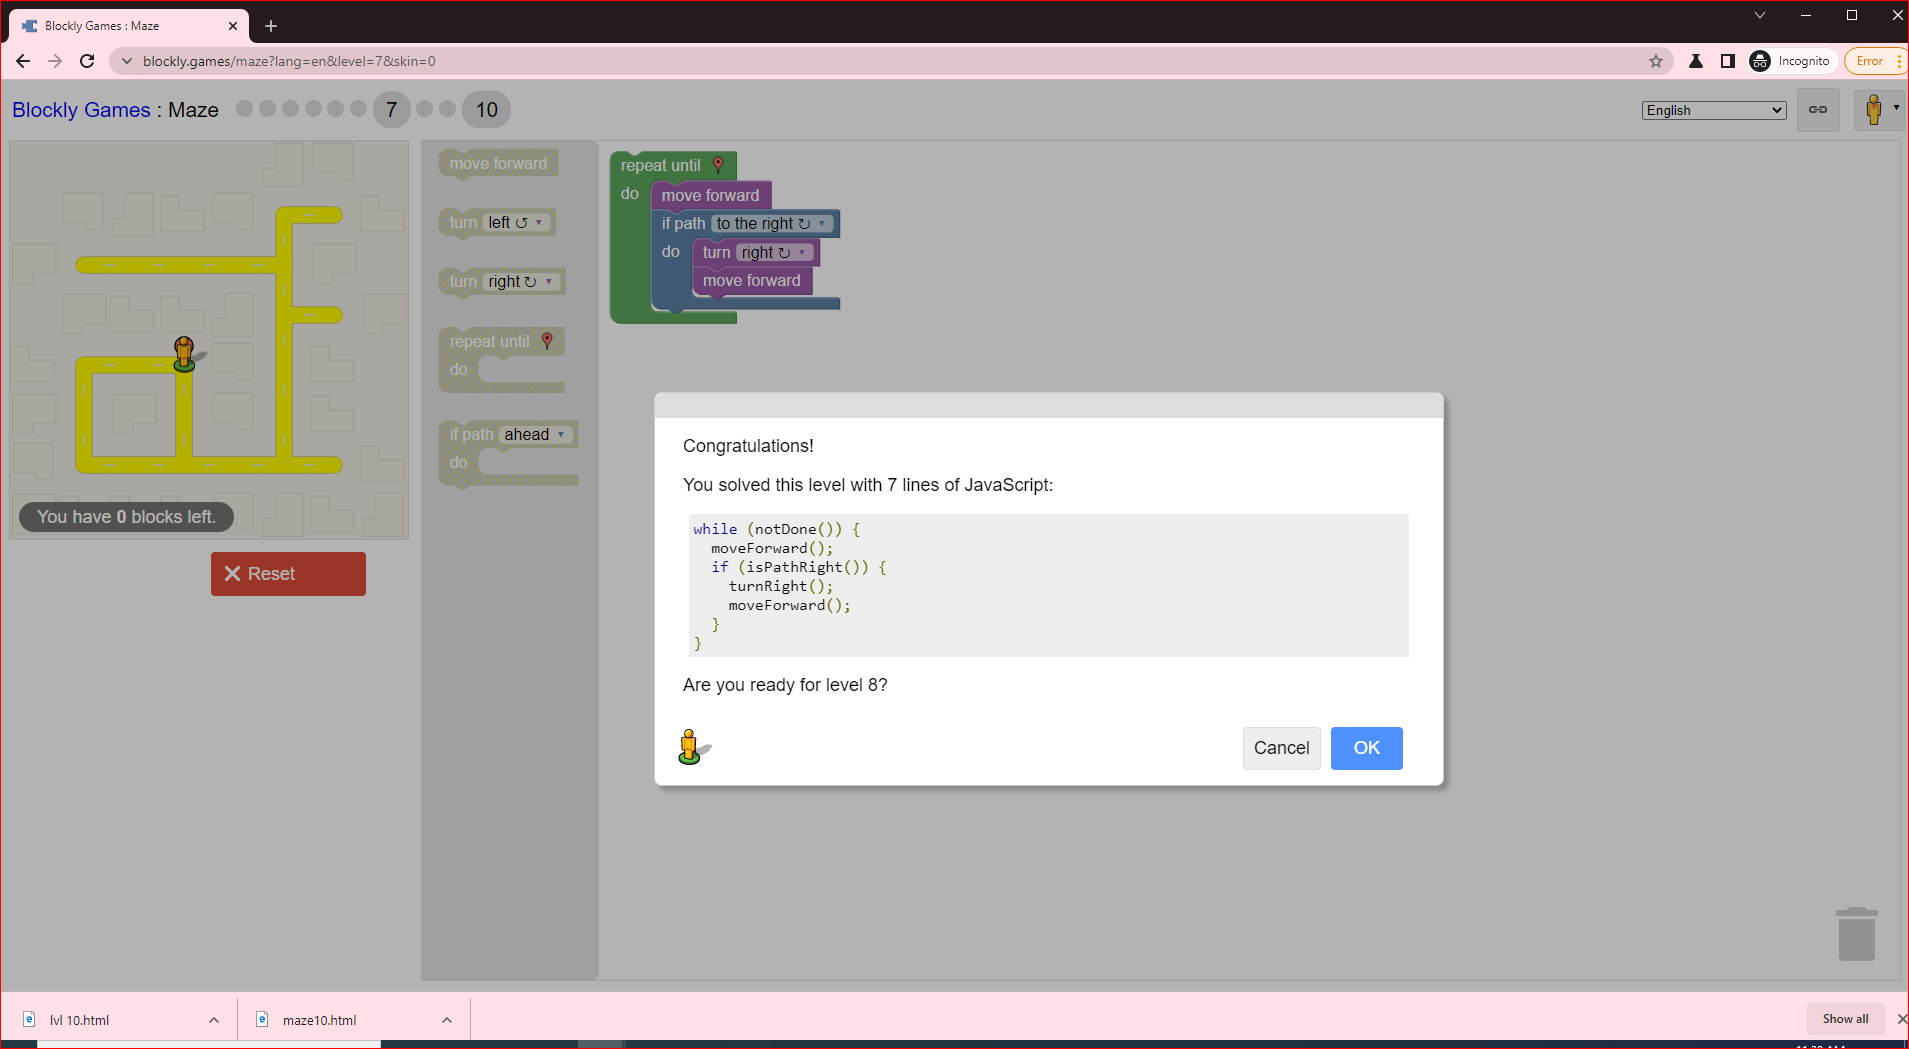 Blockly Games : Maze
blockly.games/maze?lang=en&level=7&skin=0
Incognito
Error
Blockly Games : Maze
7
10
English
move forward
turn left
turn right
repeat until
do
if path ahead
do
repeat until
do
move forward
if path to the right
do
turn right
move forward
You have 0 blocks left.
Reset
Congratulations!
You solved this level with 7 lines of JavaScript:
while (notDone()) {
  moveForward();
  if (isPathRight()) {
    turnRight();
    moveForward();
  }
}
Are you ready for level 8?
Cancel
OK
lvl 10.html
maze10.html
Show all